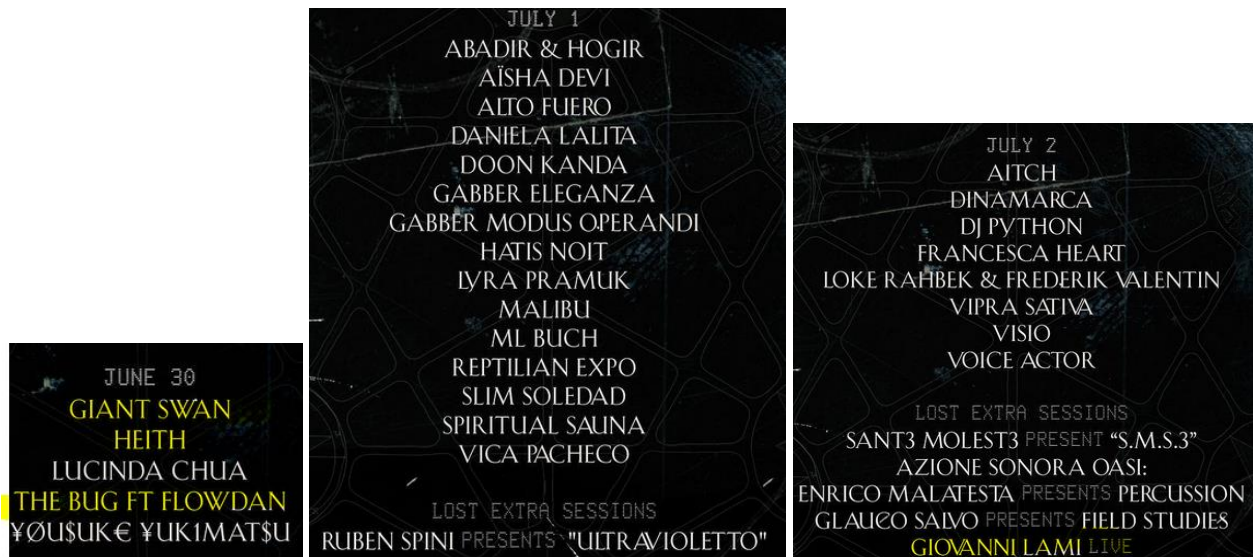 JUNE 30
GIANT SWAN
HEITH
LUCINDA CHUA
THE BUG FT FLOWDAN
¥ØU$UK€ ¥UK1MAT$U
JULY 1
ABADIR & HOGIR
AÏSHA DEVI
ALTO FUERO
DANIELA LALITA
DOON KANDA
GABBER ELEGANZA
GABBER MODUS OPERANDI
HATIS NOIT
LYRA PRAMUK
MALIBU
ML BUCH
REPTILIAN EXPO
SLIM SOLEDAD
SPIRITUAL SAUNA
VICA PACHECO
LOST EXTRA SESSIONS
RUBEN SPINI PRESENTS "ULTRAVIOLETTO"
JULY 2
AITCH
DINAMARCA
DJ PYTHON
FRANCESCA HEART
LOKE RAHBEK & FREDERIK VALENTIN
VIPRA SATIVA
VISIO
VOICE ACTOR
LOST EXTRA SESSIONS
SANT3 MOLEST3 PRESENT “S.M.S.3”
AZIONE SONORA OASI:
ENRICO MALATESTA PRESENTS PERCUSSION
GLAUCO SALVO PRESENTS FIELD STUDIES
GIOVANNI LAMI LIVE